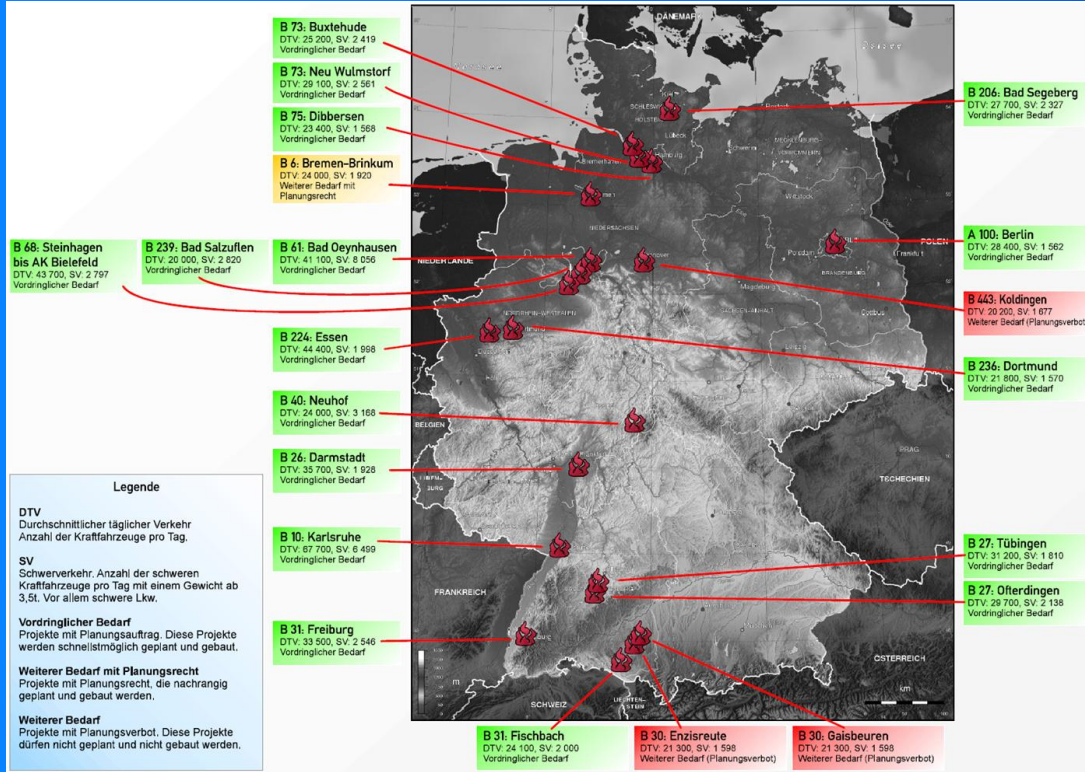 B 73: Buxtehude
DTV: 25 200, SV: 2 419
Vordringlicher Bedarf
B 73: Neu Wulmstorf
DTV: 29 100, SV: 2 561
Vordringlicher Bedarf
B 75: Dibbersen
DTV: 23 400, SV: 1 568
Vordringlicher Bedarf
B 6: Bremen-Brinkum
DTV: 24 000, SV: 1 920
Weiterer Bedarf mit
Planungsrecht
B 68: Steinhagen
bis AK Bielefeld
DTV: 43 700, SV: 2 797
Vordringlicher Bedarf
B 239: Bad Salzuflen
DTV: 20 000, SV: 2 820
Vordringlicher Bedarf
B 61: Bad Oeynhausen
DTV: 41 100, SV: 8 056
Vordringlicher Bedarf
B 224: Essen
DTV: 44 400, SV: 1 998
Vordringlicher Bedarf
B 40: Neuhof
DTV: 24 000, SV: 3 168
Vordringlicher Bedarf
B 26: Darmstadt
DTV: 35 700, SV: 1 928
Vordringlicher Bedarf
B 10: Karlsruhe
DTV: 67 700, SV: 6 499
Vordringlicher Bedarf
B 31: Freiburg
DTV: 33 500, SV: 2 546
Vordringlicher Bedarf
Legende
DTV
Durchschnittlicher täglicher Verkehr
Anzahl der Kraftfahrzeuge pro Tag.
SV
Schwerverkehr. Anzahl der schweren
Kraftfahrzeuge pro Tag mit einem Gewicht ab
3,5t. Vor allem schwere Lkw.
Vordringlicher Bedarf
Projekte mit Planungsauftrag. Diese Projekte
werden schnellstmöglich geplant und gebaut.
Weiterer Bedarf mit Planungsrecht
Projekte mit Planungsrecht, die nachrangig
geplant und gebaut werden.
Weiterer Bedarf
Projekte mit Planungsverbot. Diese Projekte
dürfen nicht geplant und nicht gebaut werden.
DÄNEMARK
Lübeck
Schwerin
MECKLENBURG-
VORPOMMERN
Wittstock
NIEDERSACHSEN
NIEDERLANDE
POLEN
Potsdam
Frankfurt
BRANDENBURG
Magdeburg
SACHSEN-ANHALT
Cottbus
Leipzig
NORDRHEIN-WESTFALEN
BELGIEN
BURG
PRAG
TSCHECHIEN
FRANKREICH
ÖSTERREICH
SCHWEIZ
LIECHTEN-
STEIN
m
km
B 206: Bad Segeberg
DTV: 27 700, SV: 2 327
Vordringlicher Bedarf
A 100: Berlin
DTV: 28 400, SV: 1 562
Vordringlicher Bedarf
B 443: Koldingen
DTV: 20 200, SV: 1 677
Weiterer Bedarf (Planungsverbot)
B 236: Dortmund
DTV: 21 800, SV: 1 570
Vordringlicher Bedarf
B 27: Tübingen
DTV: 31 200, SV: 1 810
Vordringlicher Bedarf
B 27: Ofterdingen
DTV: 29 700, SV: 2 138
Vordringlicher Bedarf
B 31: Fischbach
DTV: 24 100, SV: 2 000
Vordringlicher Bedarf
B 30: Enzisreute
DTV: 21 300, SV: 1 598
Weiterer Bedarf (Planungsverbot)
B 30: Gaisbeuren
DTV: 21 300, SV: 1 598
Weiterer Bedarf (Planungsverbot)